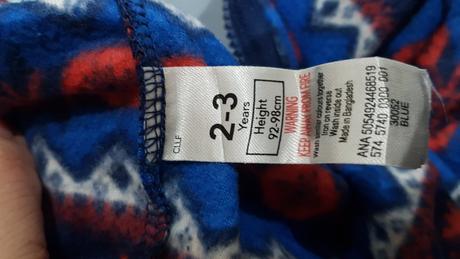 CLLF
2-3
Years
Height
92-98cm
WARNING
KEEP AWAY FROM FIRE
Wash similar colours together
Iron on reverse
Wash inside out
Made in Bangladesh
ANA 5054924468519
574 5740 0300 001
30062
BLUE